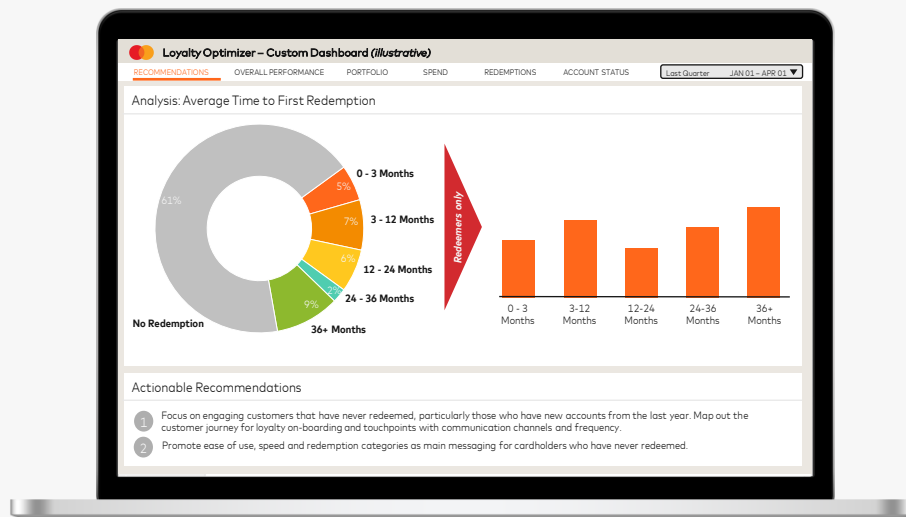 Loyalty Optimizer – Custom Dashboard (illustrative)
RECOMMENDATIONS
OVERALL PERFORMANCE
PORTFOLIO
SPEND
REDEMPTIONS
ACCOUNT STATUS
Last Quarter JAN 01 – APR 01
Analysis: Average Time to First Redemption
61%
5%
7%
6%
2%
9%
0 - 3 Months
3 - 12 Months
12 - 24 Months
24 - 36 Months
36+ Months
No Redemption
Redeemers only
0 - 3
Months
3-12
Months
12-24
Months
24-36
Months
36+
Months
Actionable Recommendations
1
Focus on engaging customers that have never redeemed, particularly those who have new accounts from the last year. Map out the
customer journey for loyalty on-boarding and touchpoints with communication channels and frequency.
2
Promote ease of use, speed and redemption categories as main messaging for cardholders who have never redeemed.